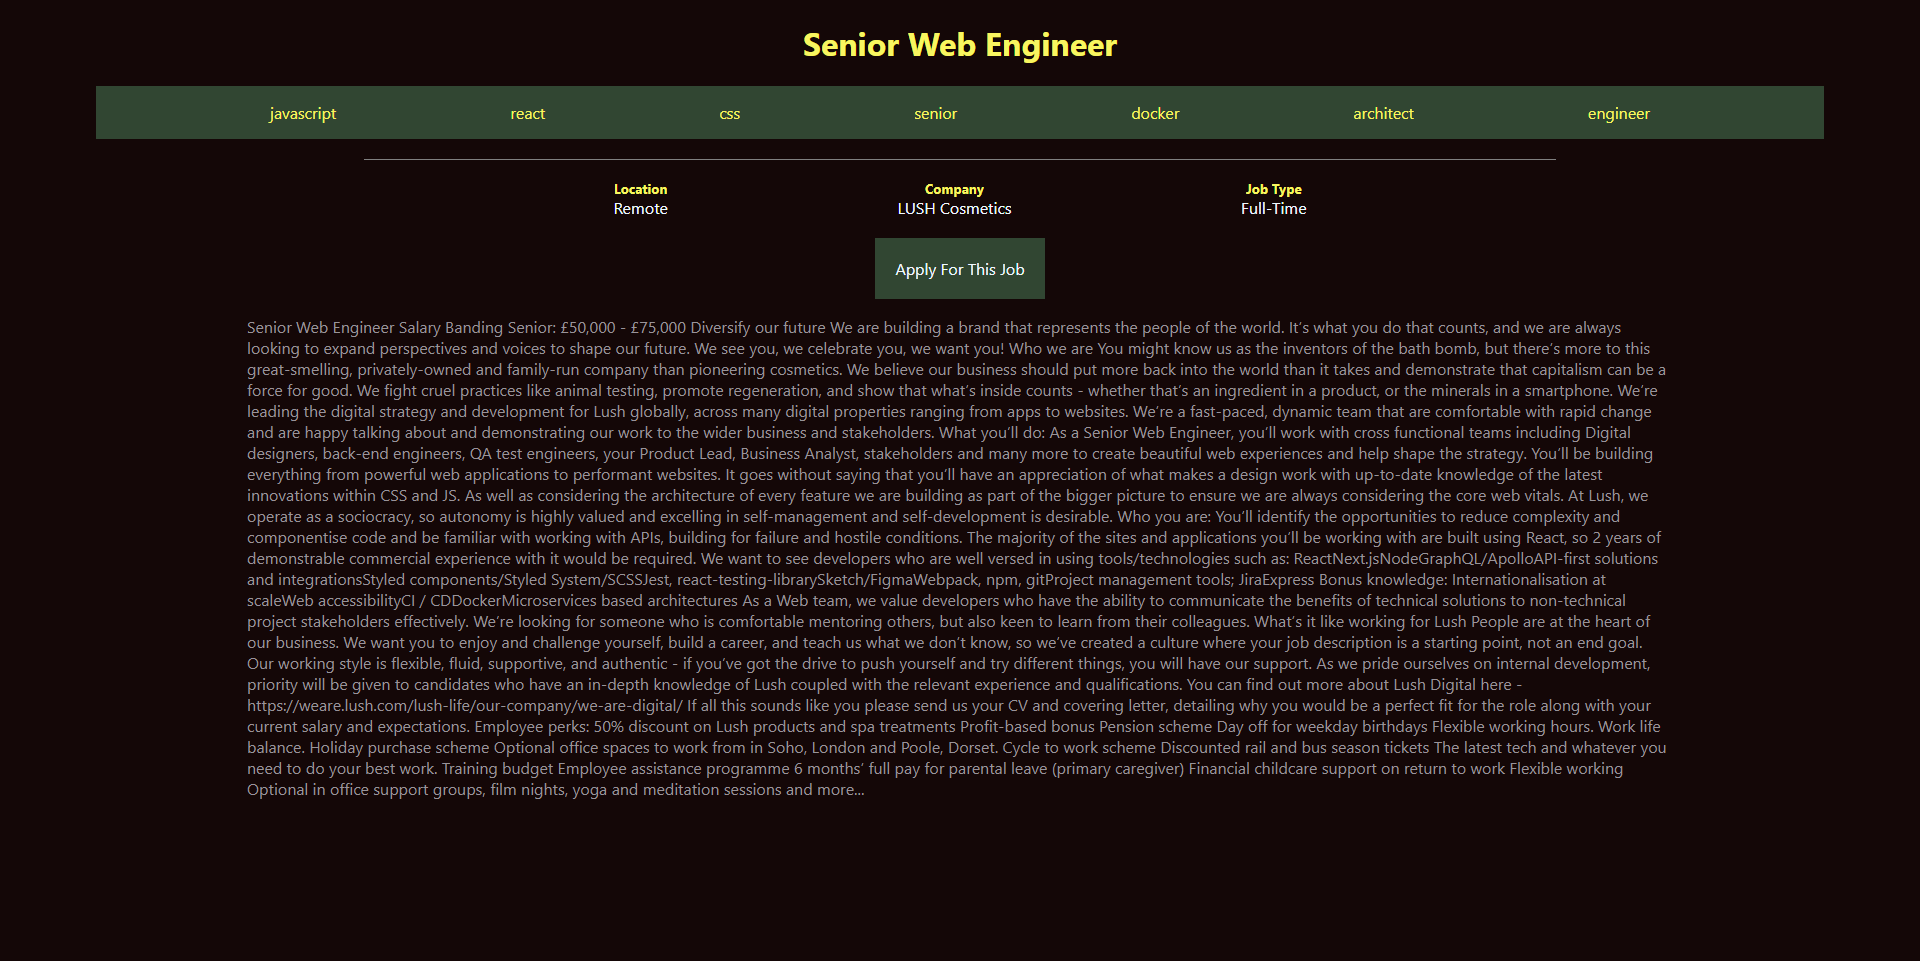 Senior Web Engineer
javascript react css senior docker architect engineer
Location Company Job Type
Remote LUSH Cosmetics Full-Time
Apply For This Job
Senior Web Engineer Salary Banding Senior: £50,000 - £75,000 Diversify our future We are building a brand that represents the people of the world. It’s what you do that counts, and we are always
looking to expand perspectives and voices to shape our future. We see you, we celebrate you, we want you! Who we are You might know us as the inventors of the bath bomb, but there’s more to this
great-smelling, privately-owned and family-run company than pioneering cosmetics. We believe our business should put more back into the world than it takes and demonstrate that capitalism can be a
force for good. We fight cruel practices like animal testing, promote regeneration, and show that what’s inside counts - whether that’s an ingredient in a product, or the minerals in a smartphone. We’re
leading the digital strategy and development for Lush globally, across many digital properties ranging from apps to websites. We’re a fast-paced, dynamic team that are comfortable with rapid change
and are happy talking about and demonstrating our work to the wider business and stakeholders. What you’ll do: As a Senior Web Engineer, you’ll work with cross functional teams including Digital
designers, back-end engineers, QA test engineers, your Product Lead, Business Analyst, stakeholders and many more to create beautiful web experiences and help shape the strategy. You’ll be building
everything from powerful web applications to performant websites. It goes without saying that you’ll have an appreciation of what makes a design work with up-to-date knowledge of the latest
innovations within CSS and JS. As well as considering the architecture of every feature we are building as part of the bigger picture to ensure we are always considering the core web vitals. At Lush, we
operate as a sociocracy, so autonomy is highly valued and excelling in self-management and self-development is desirable. Who you are: You’ll identify the opportunities to reduce complexity and
componentise code and be familiar with working with APIs, building for failure and hostile conditions. The majority of the sites and applications you’ll be working with are built using React, so 2 years of
demonstrable commercial experience with it would be required. We want to see developers who are well versed in using tools/technologies such as: ReactNext.jsNodeGraphQL/ApolloAPI-first solutions
and integrationsStyled components/Styled System/SCSSJest, react-testing-librarySketch/FigmaWebpack, npm, gitProject management tools; JiraExpress Bonus knowledge: Internationalisation at
scaleWeb accessibilityCI / CDDockerMicroservices based architectures As a Web team, we value developers who have the ability to communicate the benefits of technical solutions to non-technical
project stakeholders effectively. We’re looking for someone who is comfortable mentoring others, but also keen to learn from their colleagues. What’s it like working for Lush People are at the heart of
our business. We want you to enjoy and challenge yourself, build a career, and teach us what we don’t know, so we’ve created a culture where your job description is a starting point, not an end goal.
Our working style is flexible, fluid, supportive, and authentic - if you’ve got the drive to push yourself and try different things, you will have our support. As we pride ourselves on internal development,
priority will be given to candidates who have an in-depth knowledge of Lush coupled with the relevant experience and qualifications. You can find out more about Lush Digital here -
https://weare.lush.com/lush-life/our-company/we-are-digital/ If all this sounds like you please send us your CV and covering letter, detailing why you would be a perfect fit for the role along with your
current salary and expectations. Employee perks: 50% discount on Lush products and spa treatments Profit-based bonus Pension scheme Day off for weekday birthdays Flexible working hours. Work life
balance. Holiday purchase scheme Optional office spaces to work from in Soho, London and Poole, Dorset. Cycle to work scheme Discounted rail and bus season tickets The latest tech and whatever you
need to do your best work. Training budget Employee assistance programme 6 months’ full pay for parental leave (primary caregiver) Financial childcare support on return to work Flexible working
Optional in office support groups, film nights, yoga and meditation sessions and more...